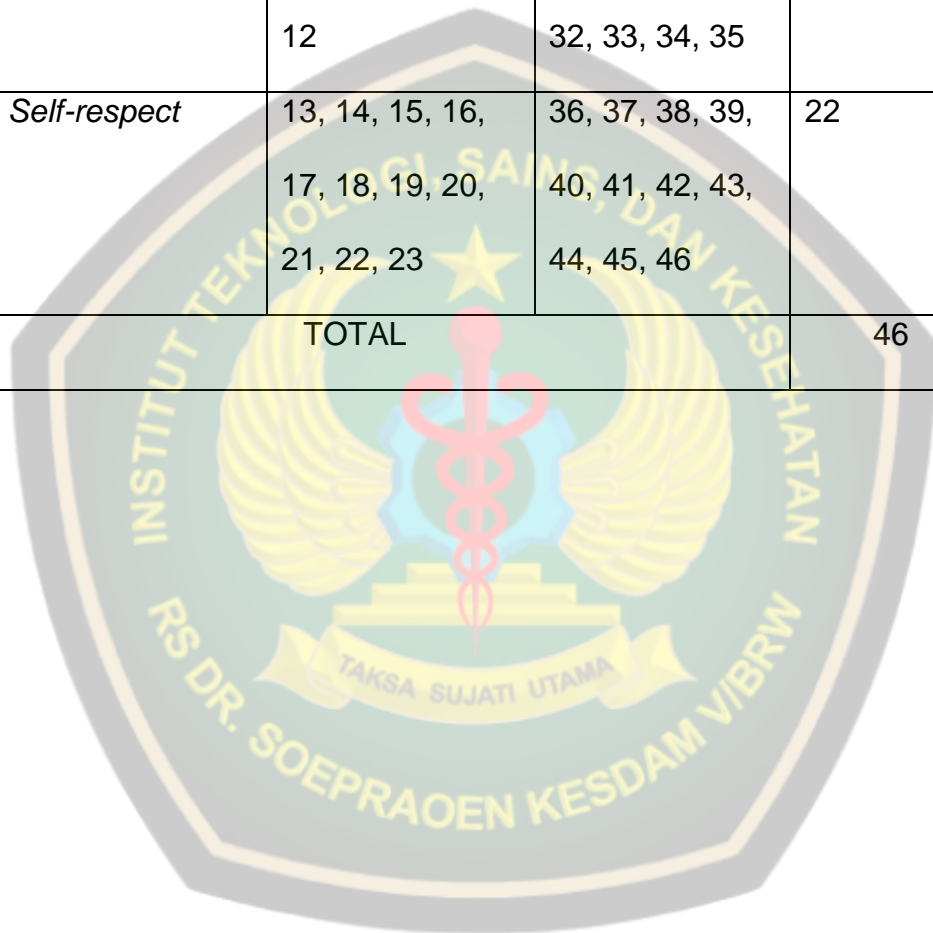 12 32, 33, 34, 35
Self-respect 13, 14, 15, 16, 36, 37, 38, 39, 22
17, 18, 19, 20, 40, 41, 42, 43,
21, 22, 23 44, 45, 46
TOTAL 46
INSTITUT TEKNOLOGI, SAINS, DAN KESEHATAN
TAKSA SUJATI UTAMA
RS DR. SOEPRAOEN KESDAM V/BRW